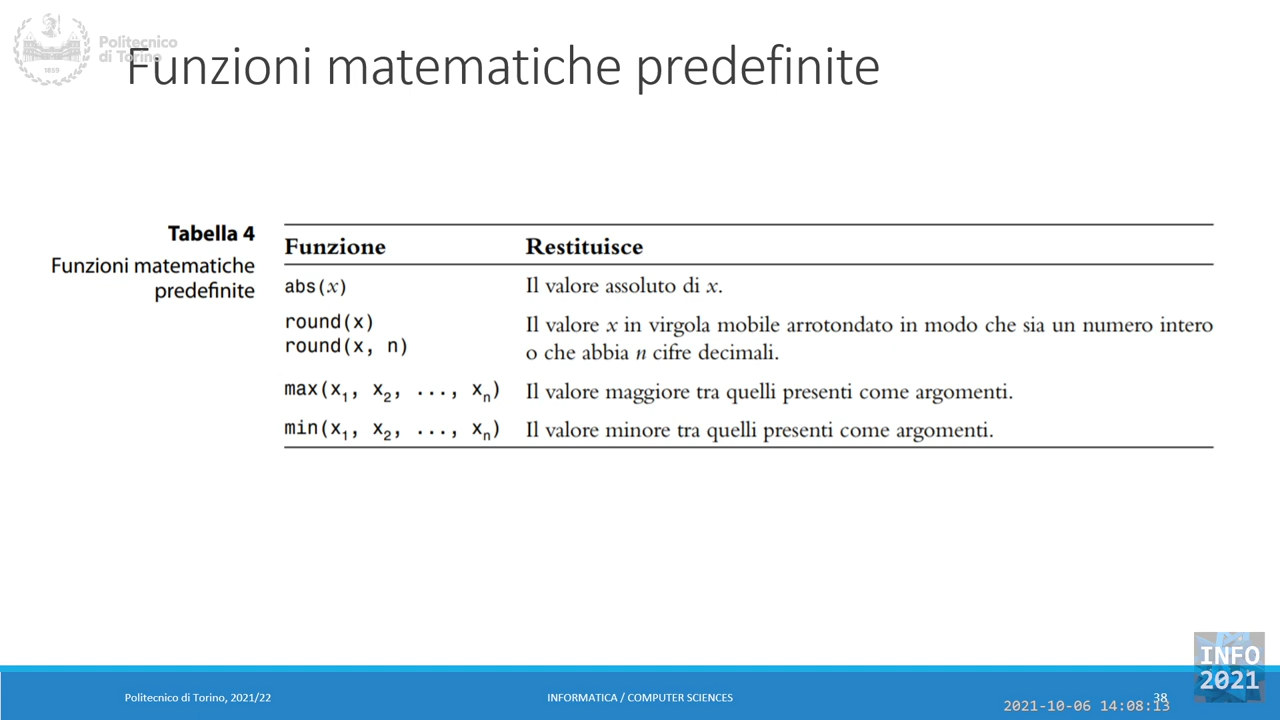 Politecnico
di Torino
1859
Funzioni matematiche predefinite
Tabella 4
Funzioni matematiche
predefinite
Funzione Restituisce
abs(x) Il valore assoluto di x.
round(x) Il valore x in virgola mobile arrotondato in modo che sia un numero intero
round(x, n) o che abbia n cifre decimali.
max(x₁, x₂, ..., xₙ) Il valore maggiore tra quelli presenti come argomenti.
min(x₁, x₂, ..., xₙ) Il valore minore tra quelli presenti come argomenti.
Politecnico di Torino, 2021/22 INFORMATICA / COMPUTER SCIENCES 38
2021-10-06 14:08:13
INFO
2021